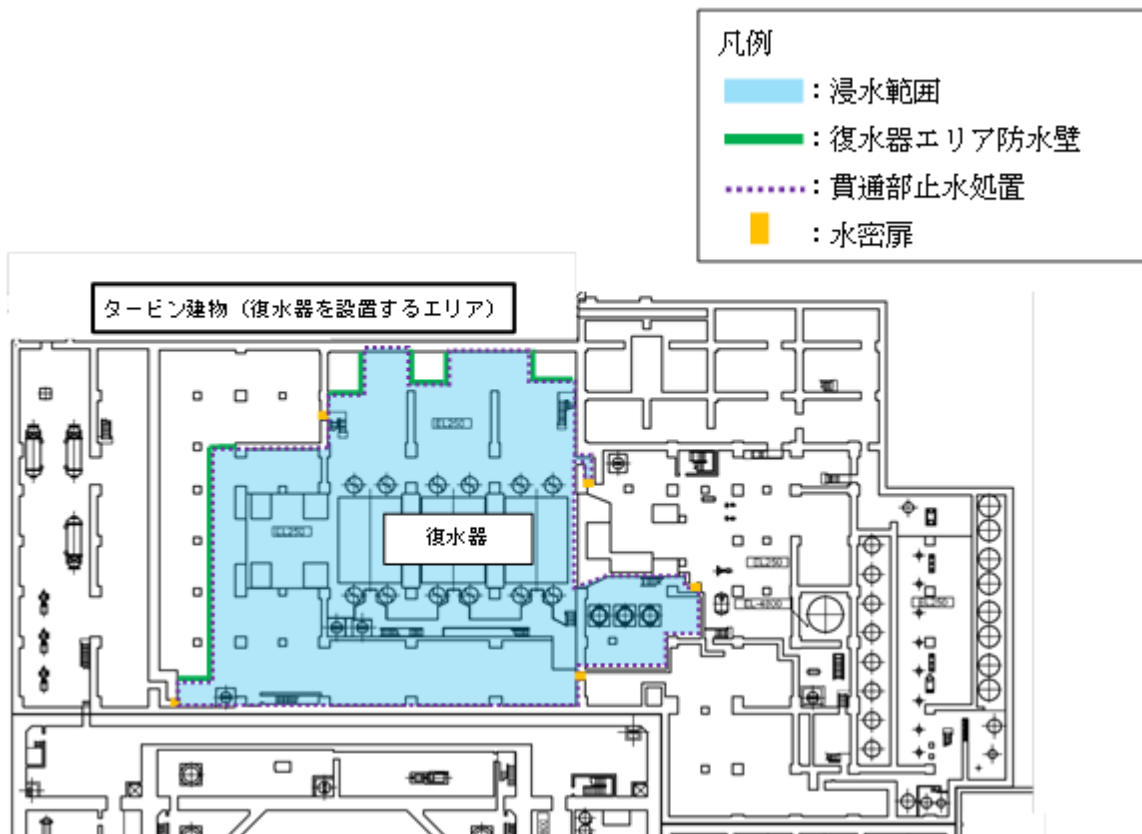 凡例
：浸水範囲
：復水器エリア防水壁
：貫通部止水処置
：水密扉
タービン建物（復水器を設置するエリア）
EL250
復水器
EL250
EL250
EL-4800
EL250